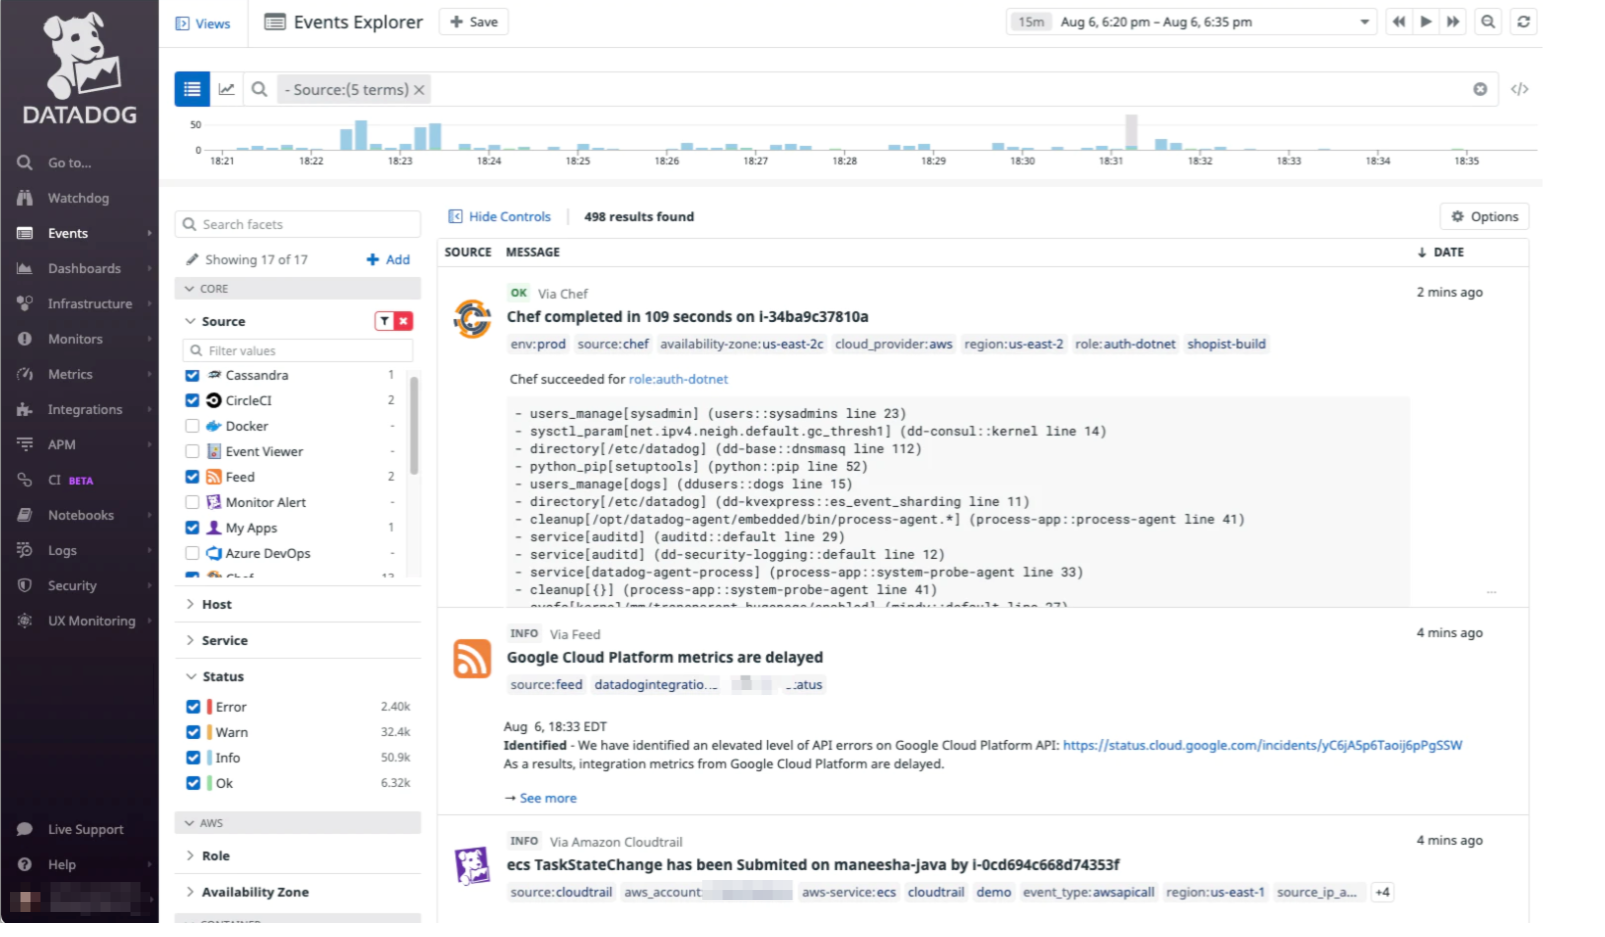 DATADOG
Go to...
Watchdog
Events
Dashboards
Infrastructure
Monitors
Metrics
Integrations
APM
CI BETA
Notebooks
Logs
Security
UX Monitoring
Live Support
Help
Views
Events Explorer
+ Save
15m Aug 6, 6:20 pm – Aug 6, 6:35 pm
- Source:(5 terms) ×
</>
50
0
18:21 18:22 18:23 18:24 18:25 18:26 18:27 18:28 18:29 18:30 18:31 18:32 18:33 18:34 18:35
Search facets
Showing 17 of 17
+ Add
CORE
Source
Filter values
Cassandra 1
CircleCI 2
Docker -
Event Viewer -
Feed 2
Monitor Alert -
My Apps 1
Azure DevOps -
Chef
Host
Service
Status
Error 2.40k
Warn 32.4k
Info 50.9k
Ok 6.32k
AWS
Role
Availability Zone
CONTAINER
Hide Controls
498 results found
Options
SOURCE MESSAGE ↓ DATE
OK Via Chef 2 mins ago
Chef completed in 109 seconds on i-34ba9c37810a
env:prod source:chef availability-zone:us-east-2c cloud_provider:aws region:us-east-2 role:auth-dotnet shopist-build
Chef succeeded for role:auth-dotnet
- users_manage[sysadmin] (users::sysadmins line 23)
- sysctl_param[net.ipv4.neigh.default.gc_thresh1] (dd-consul::kernel line 14)
- directory[/etc/datadog] (dd-base::dnsmasq line 112)
- python_pip[setuptools] (python::pip line 52)
- users_manage[dogs] (ddusers::dogs line 15)
- directory[/etc/datadog] (dd-kvexpress::es_event_sharding line 11)
- cleanup[/opt/datadog-agent/embedded/bin/process-agent.*] (process-app::process-agent line 41)
- service[auditd] (auditd::default line 29)
- service[auditd] (dd-security-logging::default line 12)
- service[datadog-agent-process] (process-app::system-probe-agent line 33)
- cleanup[{}] (process-app::system-probe-agent line 41)
...
INFO Via Feed 4 mins ago
Google Cloud Platform metrics are delayed
source:feed datadogintegratio...
Aug 6, 18:33 EDT
Identified - We have identified an elevated level of API errors on Google Cloud Platform API: https://status.cloud.google.com/incidents/yC6jA5p6Taoij6pPgSSW
As a results, integration metrics from Google Cloud Platform are delayed.
→ See more
INFO Via Amazon Cloudtrail 4 mins ago
ecs TaskStateChange has been Submited on maneesha-java by i-0cd694c668d74353f
source:cloudtrail aws_account: aws-service:ecs cloudtrail demo event_type:awsapicall region:us-east-1 source_ip_a... +4